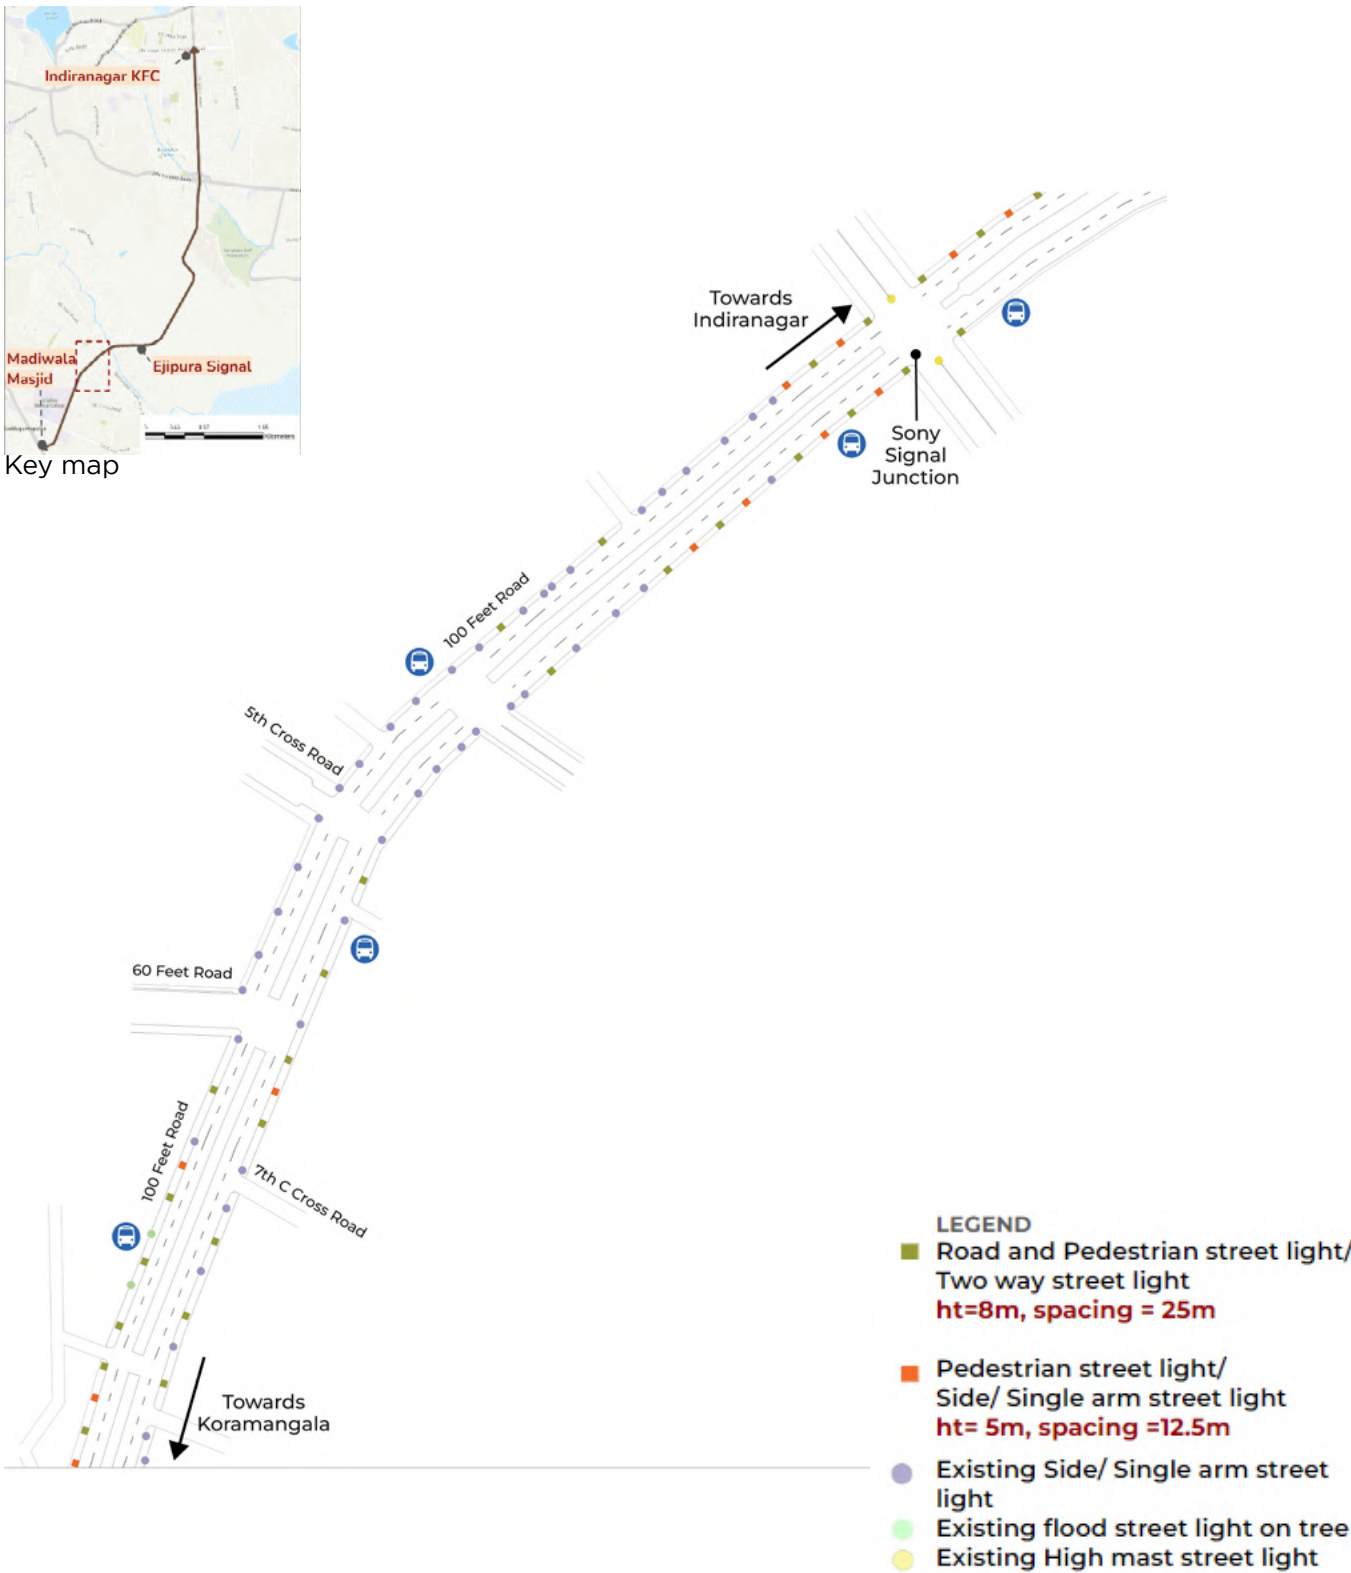 Indiranagar KFC
Madiwala
Masjid
Ejipura Signal
Kilometers
Key map
Towards
Indiranagar
Sony
Signal
Junction
100 Feet Road
5th Cross Road
60 Feet Road
100 Feet Road
7th C Cross Road
Towards
Koramangala
LEGEND
Road and Pedestrian street light/
Two way street light
ht=8m, spacing = 25m
Pedestrian street light/
Side/ Single arm street light
ht= 5m, spacing =12.5m
Existing Side/ Single arm street
light
Existing flood street light on tree
Existing High mast street light